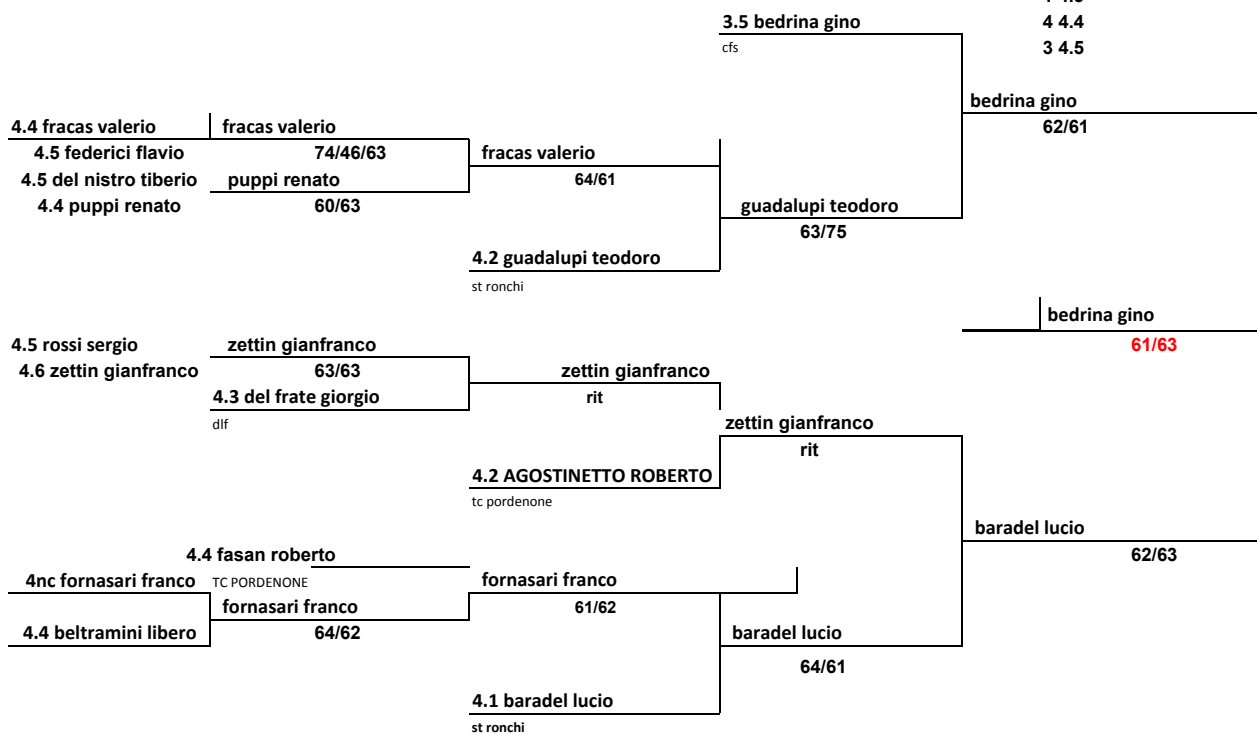 3.5 bedrina gino
4 4.4
cfs
3 4.5
bedrina gino
4.4 fracas valerio
fracas valerio
62/61
4.5 federici flavio
74/46/63
fracas valerio
4.5 del nistro tiberio
puppi renato
64/61
4.4 puppi renato
60/63
guadalupi teodoro
63/75
4.2 guadalupi teodoro
st ronchi
bedrina gino
4.5 rossi sergio
zettin gianfranco
61/63
4.6 zettin gianfranco
63/63
zettin gianfranco
4.3 del frate giorgio
rit
dlf
zettin gianfranco
rit
4.2 AGOSTINETTO ROBERTO
tc pordenone
baradel lucio
4.4 fasan roberto
62/63
4nc fornasari franco
TC PORDENONE
fornasari franco
fornasari franco
61/62
4.4 beltramini libero
64/62
baradel lucio
64/61
4.1 baradel lucio
st ronchi